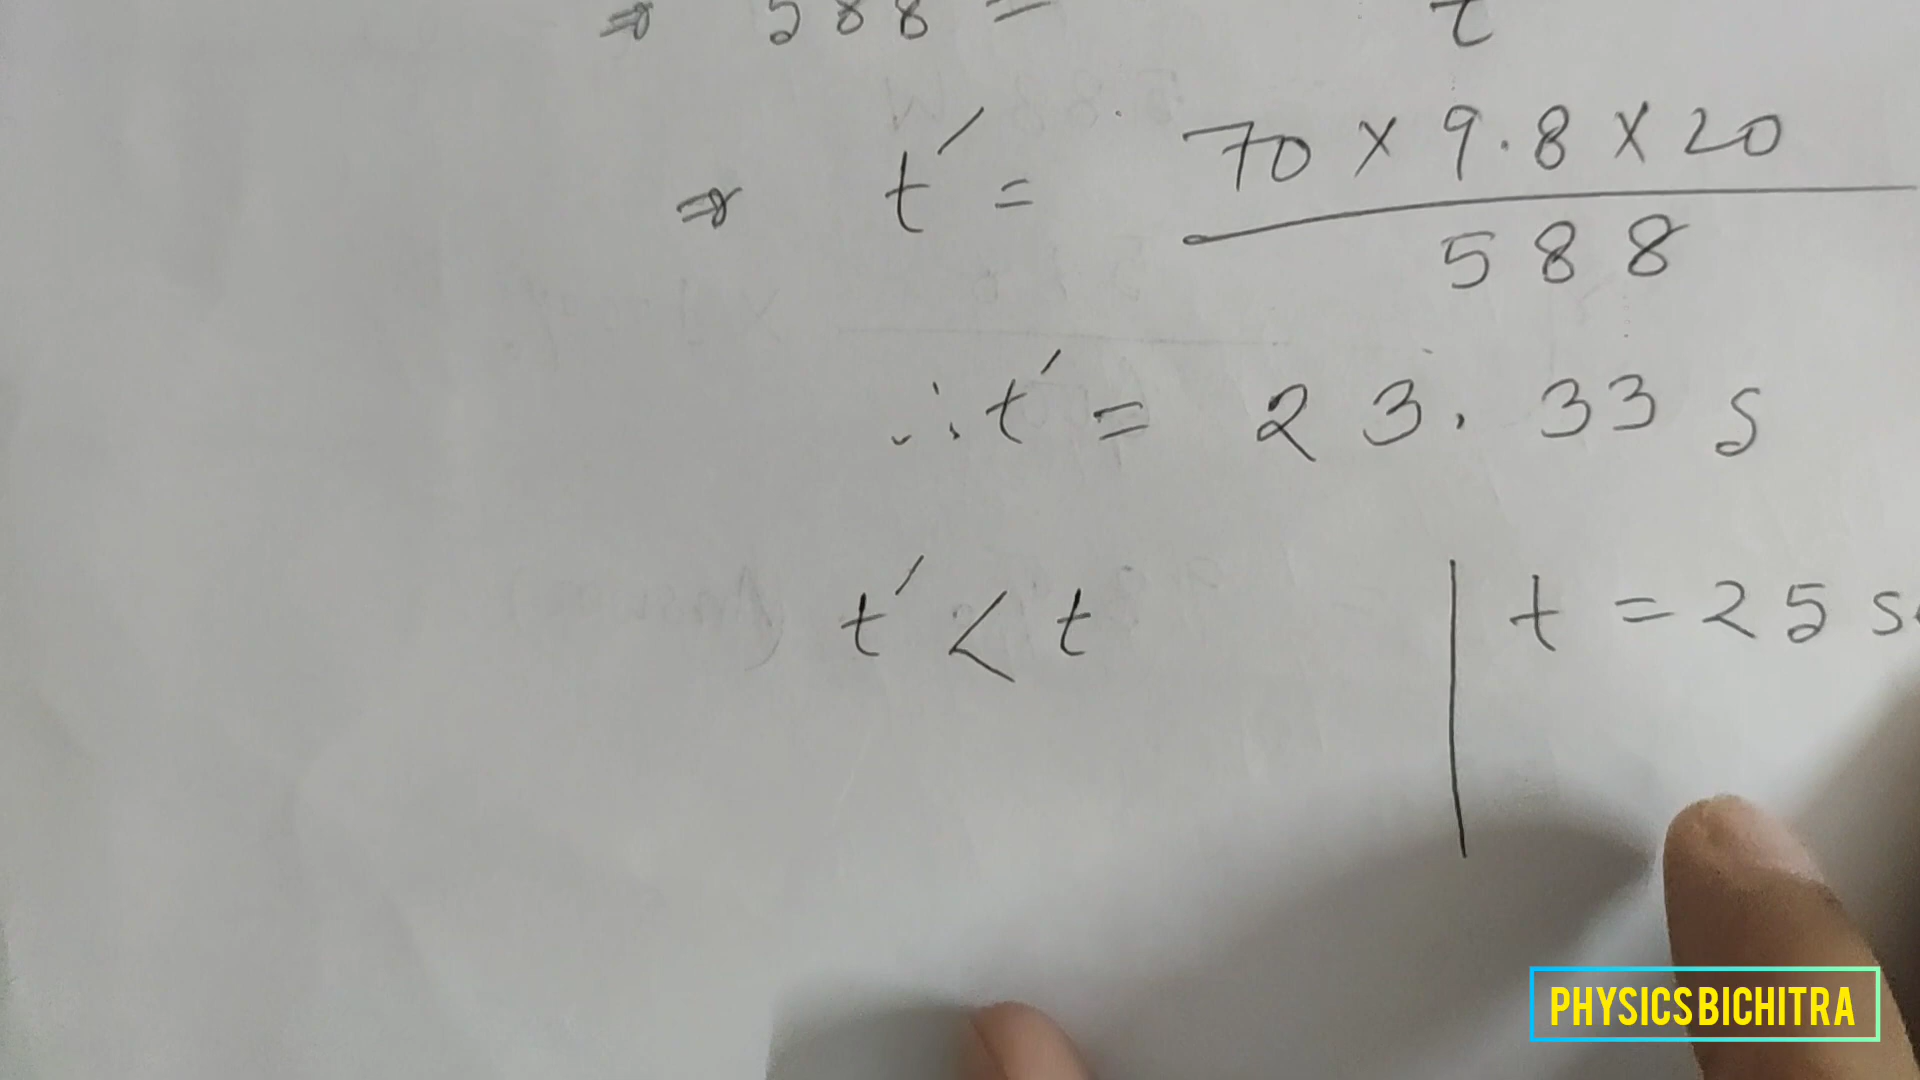 ⇒ 588 = t
⇒ t′ = 70 × 9.8 × 20 / 588
∴ t′ = 23.33 s
t′ < t | t = 25 s
PHYSICS BICHITRA